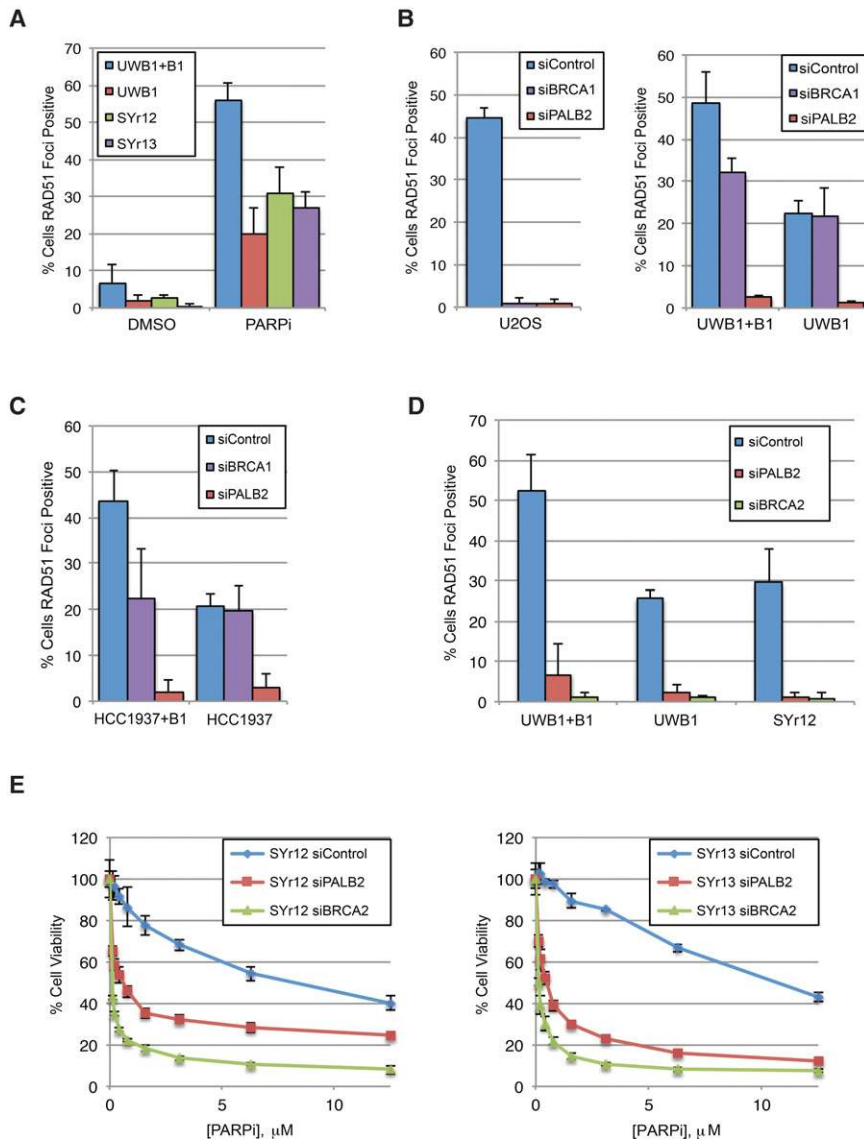 A
% Cells RAD51 Foci Positive
70
60
50
40
30
20
10
0
UWB1+B1
UWB1
SYr12
SYr13
DMSO
PARPi
B
% Cells RAD51 Foci Positive
60
50
40
30
20
10
0
siControl
siBRCA1
siPALB2
U2OS
% Cells RAD51 Foci Positive
60
50
40
30
20
10
0
siControl
siBRCA1
siPALB2
UWB1+B1
UWB1
C
% Cells RAD51 Foci Positive
60
50
40
30
20
10
0
siControl
siBRCA1
siPALB2
HCC1937+B1
HCC1937
D
% Cells RAD51 Foci Positive
70
60
50
40
30
20
10
0
siControl
siPALB2
siBRCA2
UWB1+B1
UWB1
SYr12
E
% Cell Viability
120
100
80
60
40
20
0
SYr12 siControl
SYr12 siPALB2
SYr12 siBRCA2
0
5
10
[PARPi], μM
% Cell Viability
120
100
80
60
40
20
0
SYr13 siControl
SYr13 siPALB2
SYr13 siBRCA2
0
5
10
[PARPi], μM